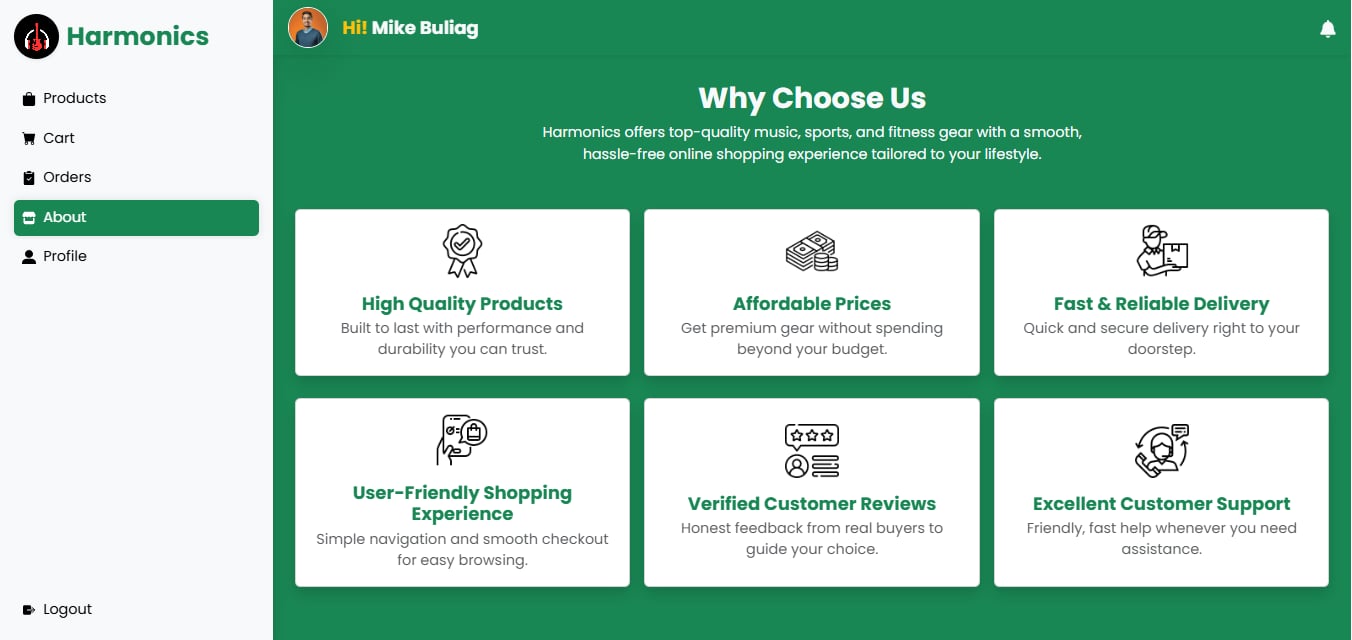 Harmonics
Products
Cart
Orders
About
Profile
Logout
Hi! Mike Buliag
Why Choose Us
Harmonics offers top-quality music, sports, and fitness gear with a smooth,
hassle-free online shopping experience tailored to your lifestyle.
High Quality Products
Built to last with performance and
durability you can trust.
Affordable Prices
Get premium gear without spending
beyond your budget.
Fast & Reliable Delivery
Quick and secure delivery right to your
doorstep.
User-Friendly Shopping
Experience
Simple navigation and smooth checkout
for easy browsing.
Verified Customer Reviews
Honest feedback from real buyers to
guide your choice.
Excellent Customer Support
Friendly, fast help whenever you need
assistance.